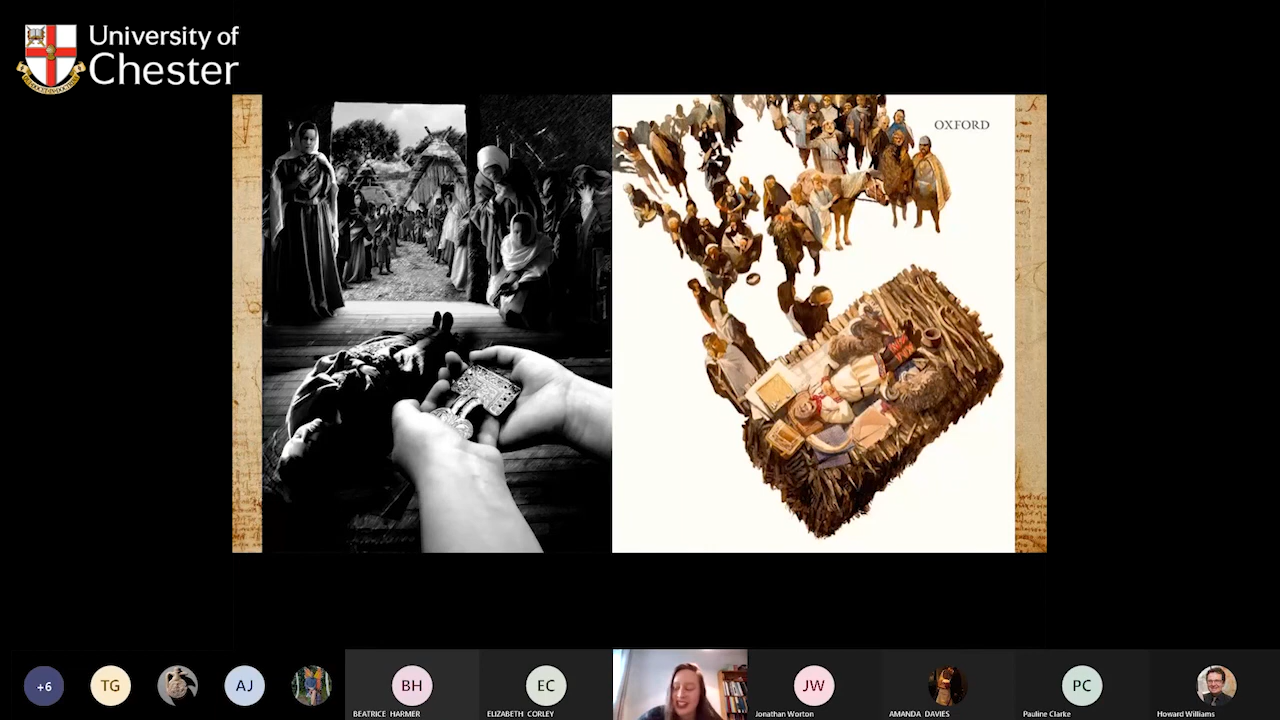 University of
Chester
OXFORD
+6
TG
AJ
BH
EC
JW
PC
BEATRICE HARMER
ELIZABETH CORLEY
Jonathan Worton
AMANDA DAVIES
Pauline Clarke
Howard Williams